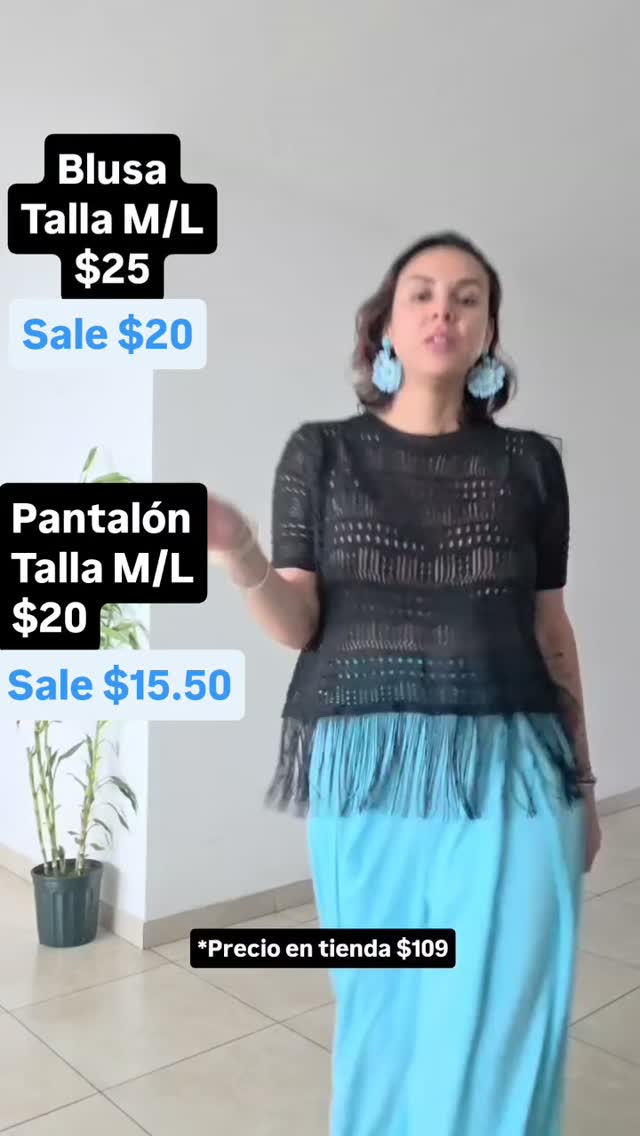 Blusa
Talla M/L
$25
Sale $20
Pantalón
Talla M/L
$20
Sale $15.50
*Precio en tienda $109